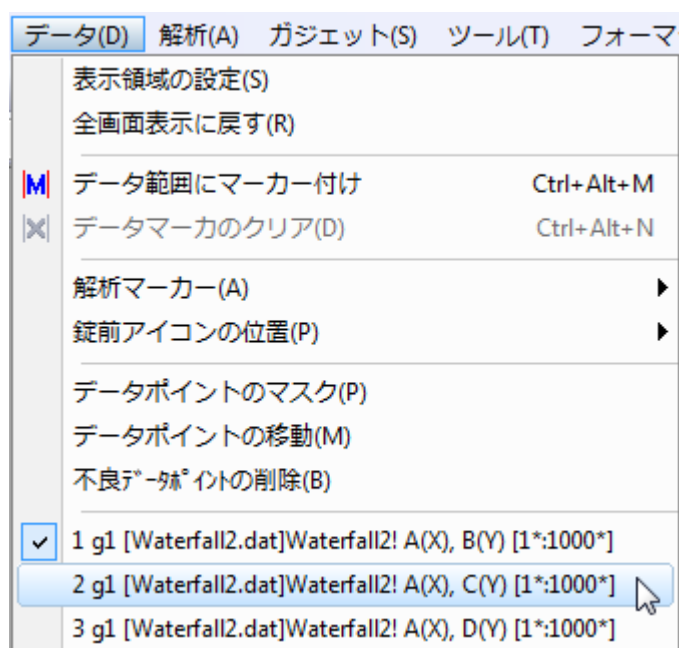 データ(D) 解析(A) ガジェット(S) ツール(T) フォーマ
表示領域の設定(S)
全画面表示に戻す(R)
M データ範囲にマーカー付け Ctrl+Alt+M
データマーカのクリア(D) Ctrl+Alt+N
解析マーカー(A)
錠前アイコンの位置(P)
データポイントのマスク(P)
データポイントの移動(M)
不良ﾃﾞｰﾀﾎﾟｲﾝﾄの削除(B)
1 g1 [Waterfall2.dat]Waterfall2! A(X), B(Y) [1*:1000*]
2 g1 [Waterfall2.dat]Waterfall2! A(X), C(Y) [1*:1000*]
3 g1 [Waterfall2.dat]Waterfall2! A(X), D(Y) [1*:1000*]